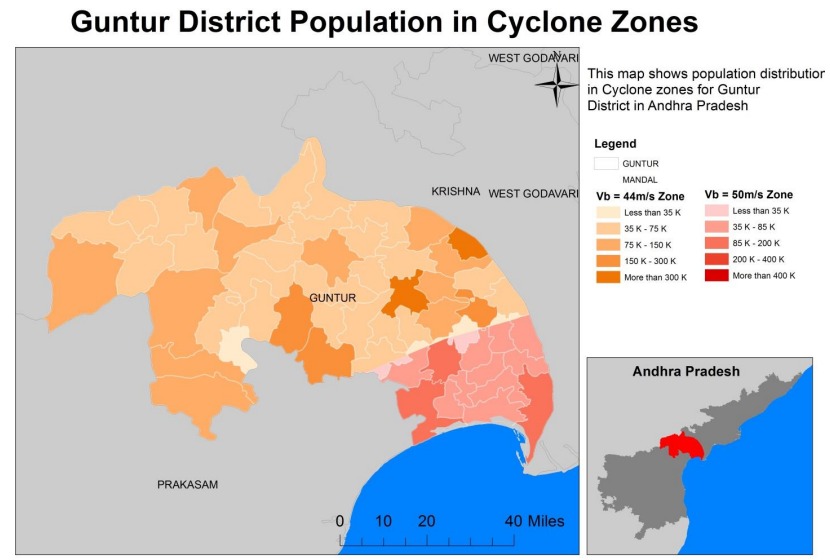 Guntur District Population in Cyclone Zones
WEST GODAVARI
N
This map shows population distribution
in Cyclone zones for Guntur
District in Andhra Pradesh
Legend
GUNTUR
MANDAL
Vb = 44m/s Zone
Less than 35 K
35 K - 75 K
75 K - 150 K
150 K - 300 K
More than 300 K
Vb = 50m/s Zone
Less than 35 K
35 K - 85 K
85 K - 200 K
200 K - 400 K
More than 400 K
KRISHNA WEST GODAVARI
GUNTUR
PRAKASAM
0 10 20 40 Miles
Andhra Pradesh